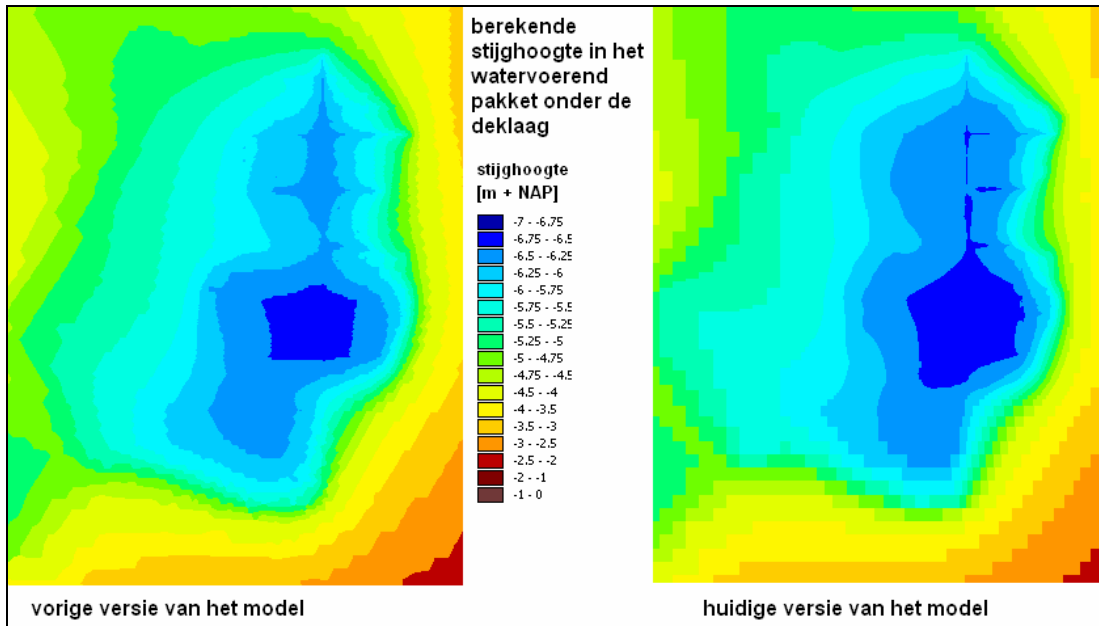 berekende
stijghoogte in het
watervoerend
pakket onder de
deklaag
stijghoogte
[m + NAP]
-7 - -6.75
-6.75 - -6.5
-6.5 - -6.25
-6.25 - -6
-6 - -5.75
-5.75 - -5.5
-5.5 - -5.25
-5.25 - -5
-5 - -4.75
-4.75 - -4.5
-4.5 - -4
-4 - -3.5
-3.5 - -3
-3 - -2.5
-2.5 - -2
-2 - -1
-1 - 0
vorige versie van het model
huidige versie van het model